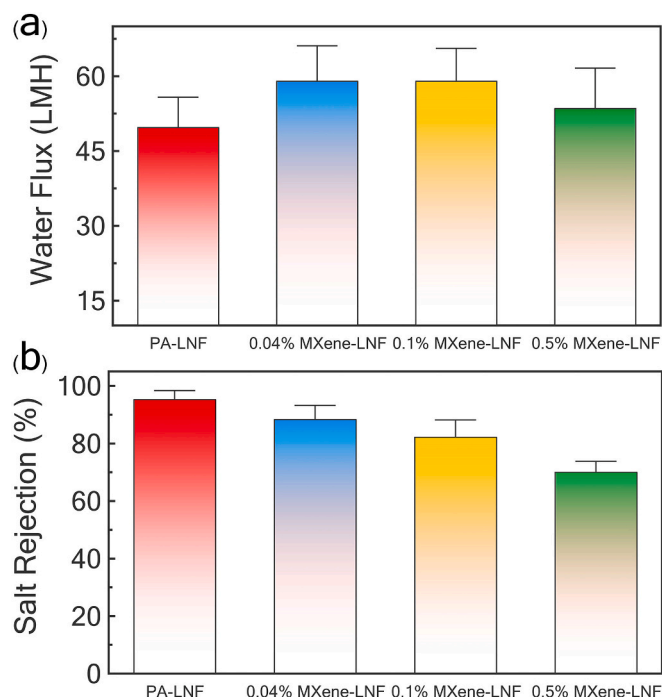 (a)
Water Flux (LMH)
60
45
30
15
PA-LNF 0.04% MXene-LNF 0.1% MXene-LNF 0.5% MXene-LNF
(b)
Salt Rejection (%)
100
80
60
40
20
0
PA-LNF 0.04% MXene-LNF 0.1% MXene-LNF 0.5% MXene-LNF